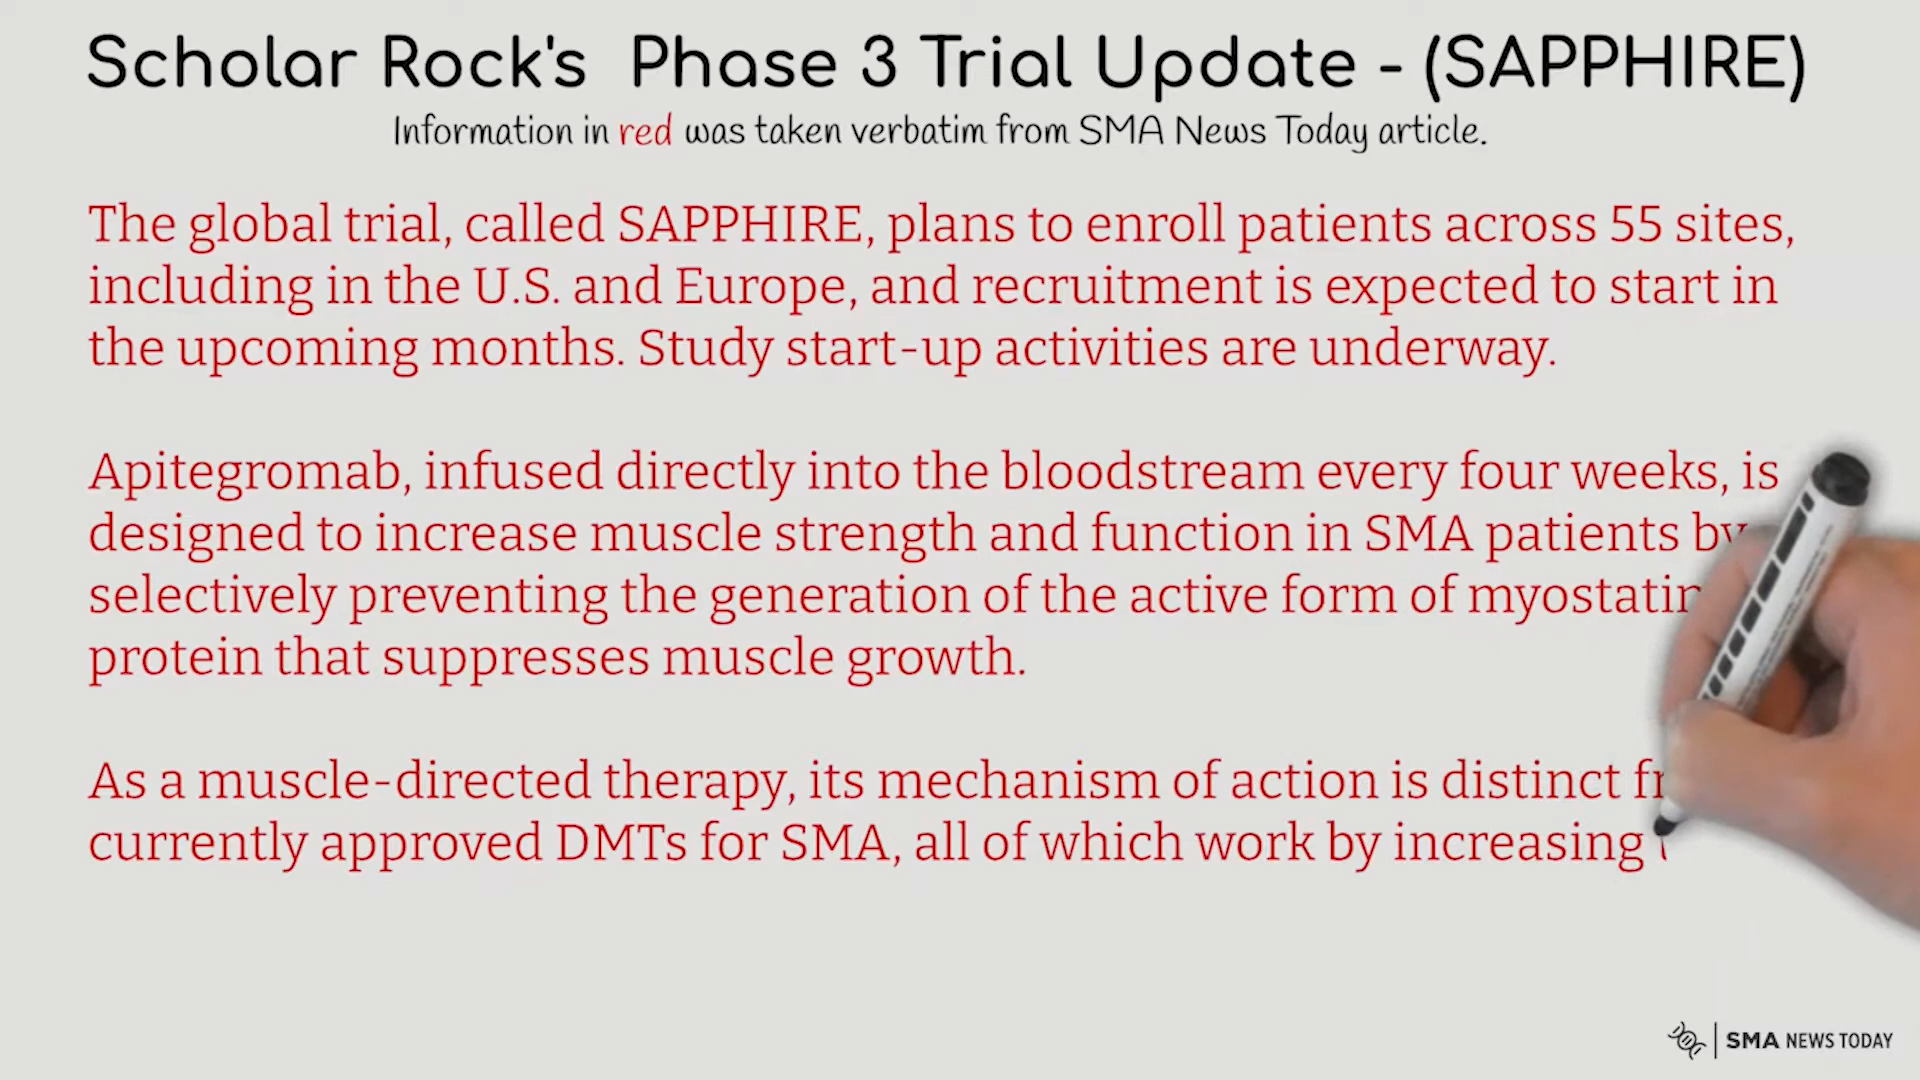 Scholar Rock's Phase 3 Trial Update - (SAPPHIRE)
Information in red was taken verbatim from SMA News Today article.
The global trial, called SAPPHIRE, plans to enroll patients across 55 sites,
including in the U.S. and Europe, and recruitment is expected to start in
the upcoming months. Study start-up activities are underway.
Apitegromab, infused directly into the bloodstream every four weeks, is
designed to increase muscle strength and function in SMA patients by
selectively preventing the generation of the active form of
protein that suppresses muscle growth.
As a muscle-directed therapy, its mechanism of action is distinct
currently approved DMTs for SMA, all of which work by increasing
SMA NEWS TODAY